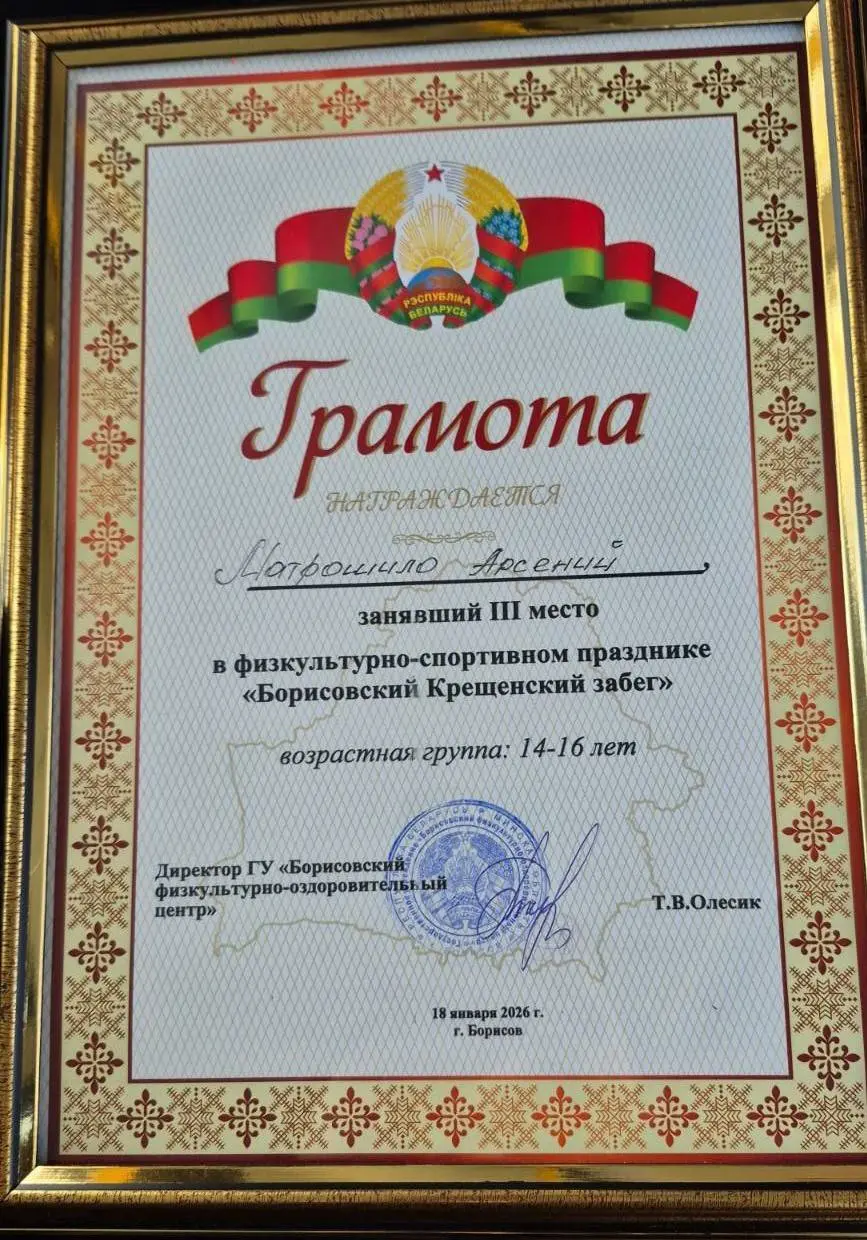 РЭСПУБЛІКА
БЕЛАРУСЬ
Грамота
НАГРАЖДАЕТСЯ
Матрошило Арсений,
занявший III место
в физкультурно-спортивном празднике
«Борисовский Крещенский забег»
возрастная группа: 14-16 лет
Директор ГУ «Борисовский
физкультурно-оздоровительный
центр»
Т.В.Олесик
18 января 2026 г.
г. Борисов